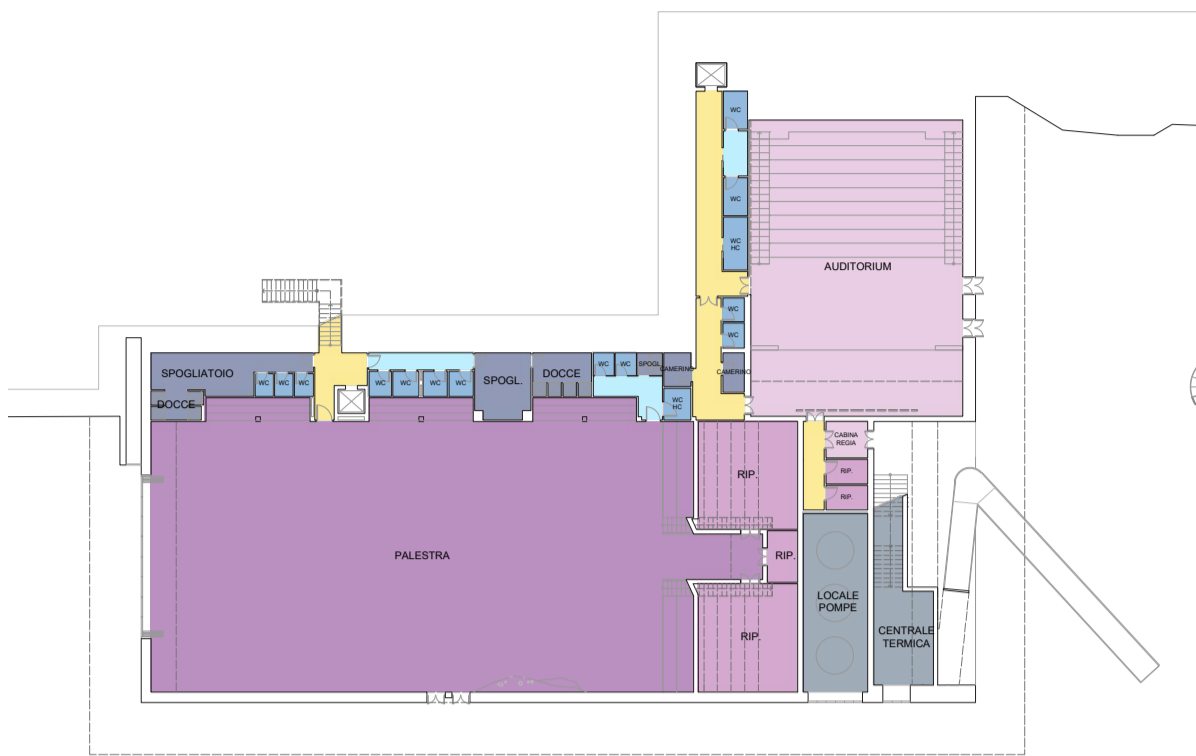 WC
WC
WC
HC
AUDITORIUM
WC
WC
SPOGLIATOIO
WC
WC
WC
DOCCE
WC
WC
WC
WC
SPOGL.
DOCCE
WC
WC
SPOGL.
CAMERINO
CAMERINO
WC
HC
CABINA
REGIA
RIP.
RIP.
RIP.
PALESTRA
RIP.
RIP.
LOCALE
POMPE
CENTRALE
TERMICA